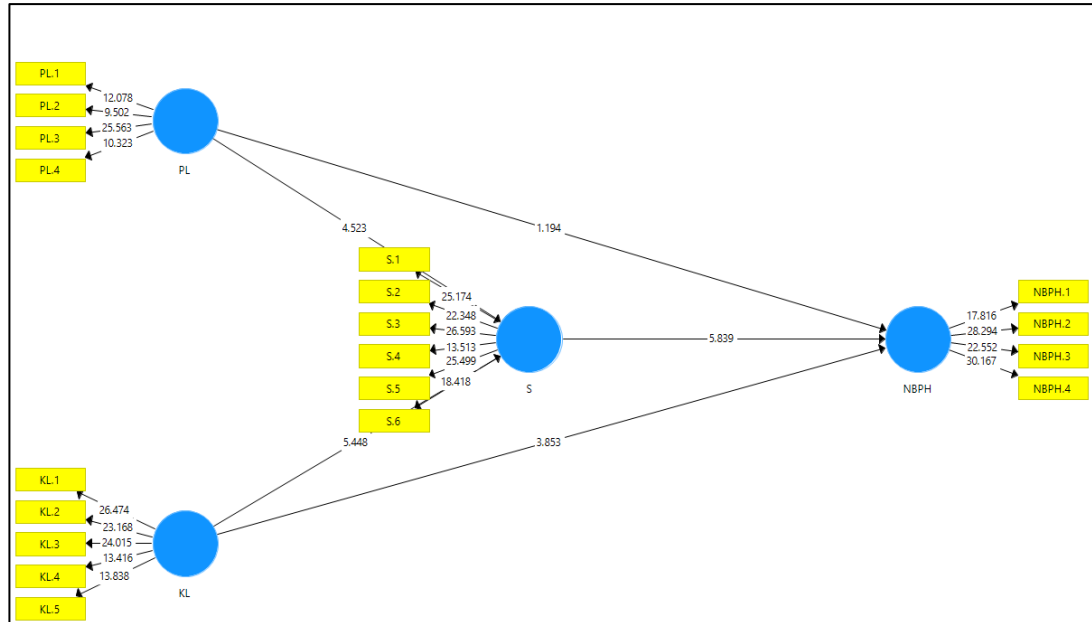 PL.1
PL.2
PL.3
PL.4
12.078
9.502
25.563
10.323
PL
4.523
1.194
S.1
S.2
S.3
S.4
S.5
S.6
25.174
22.348
26.593
13.513
25.499
18.418
S
5.839
NBPH
17.816
28.294
22.552
30.167
NBPH.1
NBPH.2
NBPH.3
NBPH.4
5.448
3.853
KL.1
KL.2
KL.3
KL.4
KL.5
26.474
23.168
24.015
13.416
13.838
KL